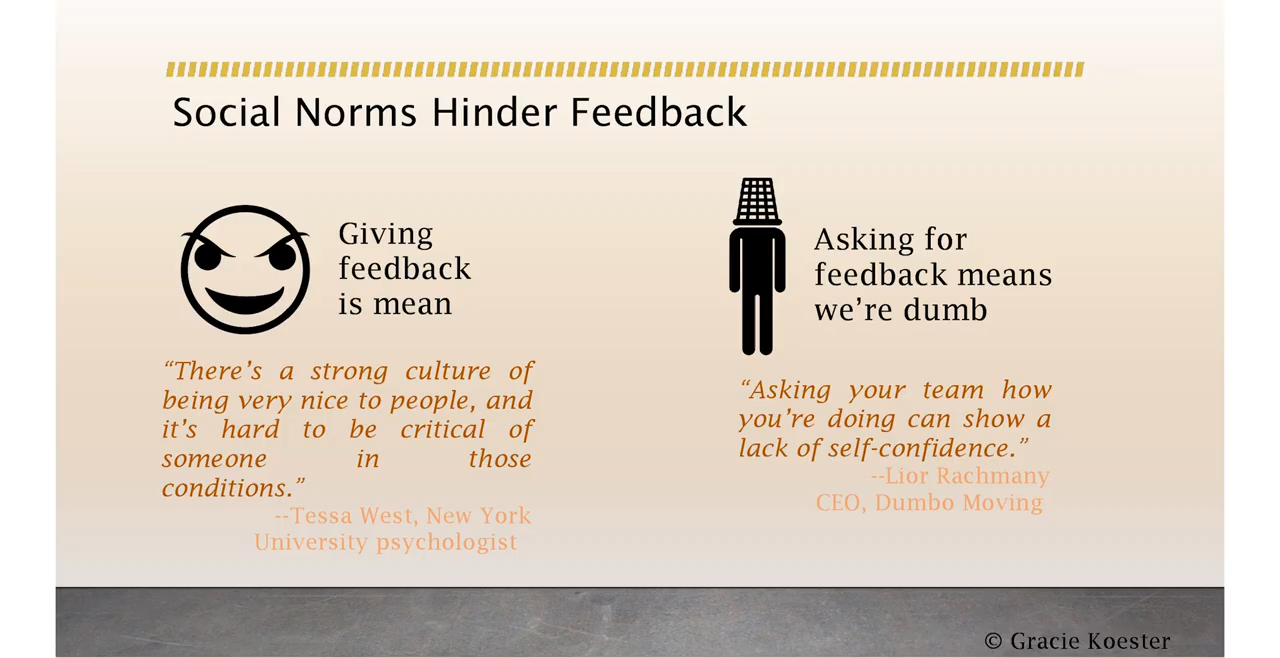 Social Norms Hinder Feedback
Giving
feedback
is mean
“There’s a strong culture of
being very nice to people, and
it’s hard to be critical of
someone in those
conditions.”
--Tessa West, New York
University psychologist
Asking for
feedback means
we’re dumb
“Asking your team how
you’re doing can show a
lack of self-confidence.”
--Lior Rachmany
CEO, Dumbo Moving
© Gracie Koester